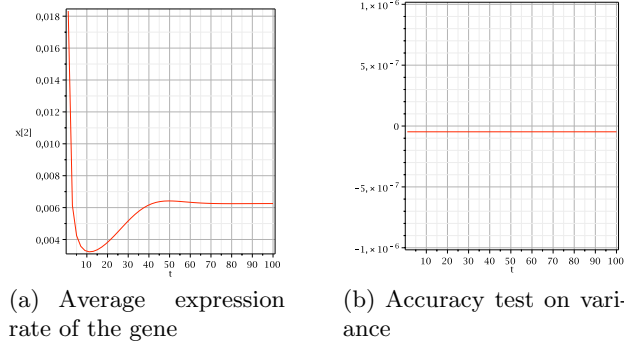 0,018
0,016
0,014
0,012
x[2]
0,010
0,008
0,006
0,004
10 20 30 40 50 60 70 80 90 100
t
1,×10⁻⁶
5,×10⁻⁷
0
−5,×10⁻⁷
−1,×10⁻⁶
10 20 30 40 50 60 70 80 90 100
t
(a) Average expression
rate of the gene
(b) Accuracy test on vari-
ance